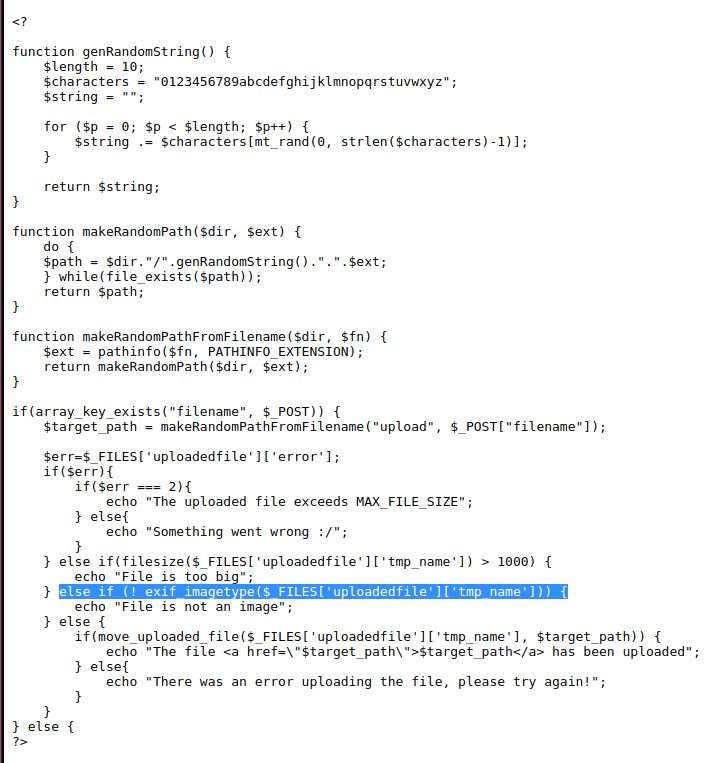 <?
function genRandomString() {
    $length = 10;
    $characters = "0123456789abcdefghijklmnopqrstuvwxyz";
    $string = "";
    for ($p = 0; $p < $length; $p++) {
        $string .= $characters[mt_rand(0, strlen($characters)-1)];
    }
    return $string;
}
function makeRandomPath($dir, $ext) {
    do {
    $path = $dir."/".genRandomString().".".$ext;
    } while(file_exists($path));
    return $path;
}
function makeRandomPathFromFilename($dir, $fn) {
    $ext = pathinfo($fn, PATHINFO_EXTENSION);
    return makeRandomPath($dir, $ext);
}
if(array_key_exists("filename", $_POST)) {
    $target_path = makeRandomPathFromFilename("upload", $_POST["filename"]);
    $err=$_FILES['uploadedfile']['error'];
    if($err){
        if($err === 2){
            echo "The uploaded file exceeds MAX_FILE_SIZE";
        } else{
            echo "Something went wrong :/";
        }
    } else if(filesize($_FILES['uploadedfile']['tmp_name']) > 1000) {
        echo "File is too big";
    } else if (! exif_imagetype($_FILES['uploadedfile']['tmp_name'])) {
        echo "File is not an image";
    } else {
        if(move_uploaded_file($_FILES['uploadedfile']['tmp_name'], $target_path)) {
            echo "The file <a href=\"$target_path\">$target_path</a> has been uploaded";
        } else{
            echo "There was an error uploading the file, please try again!";
        }
    }
} else {
?>